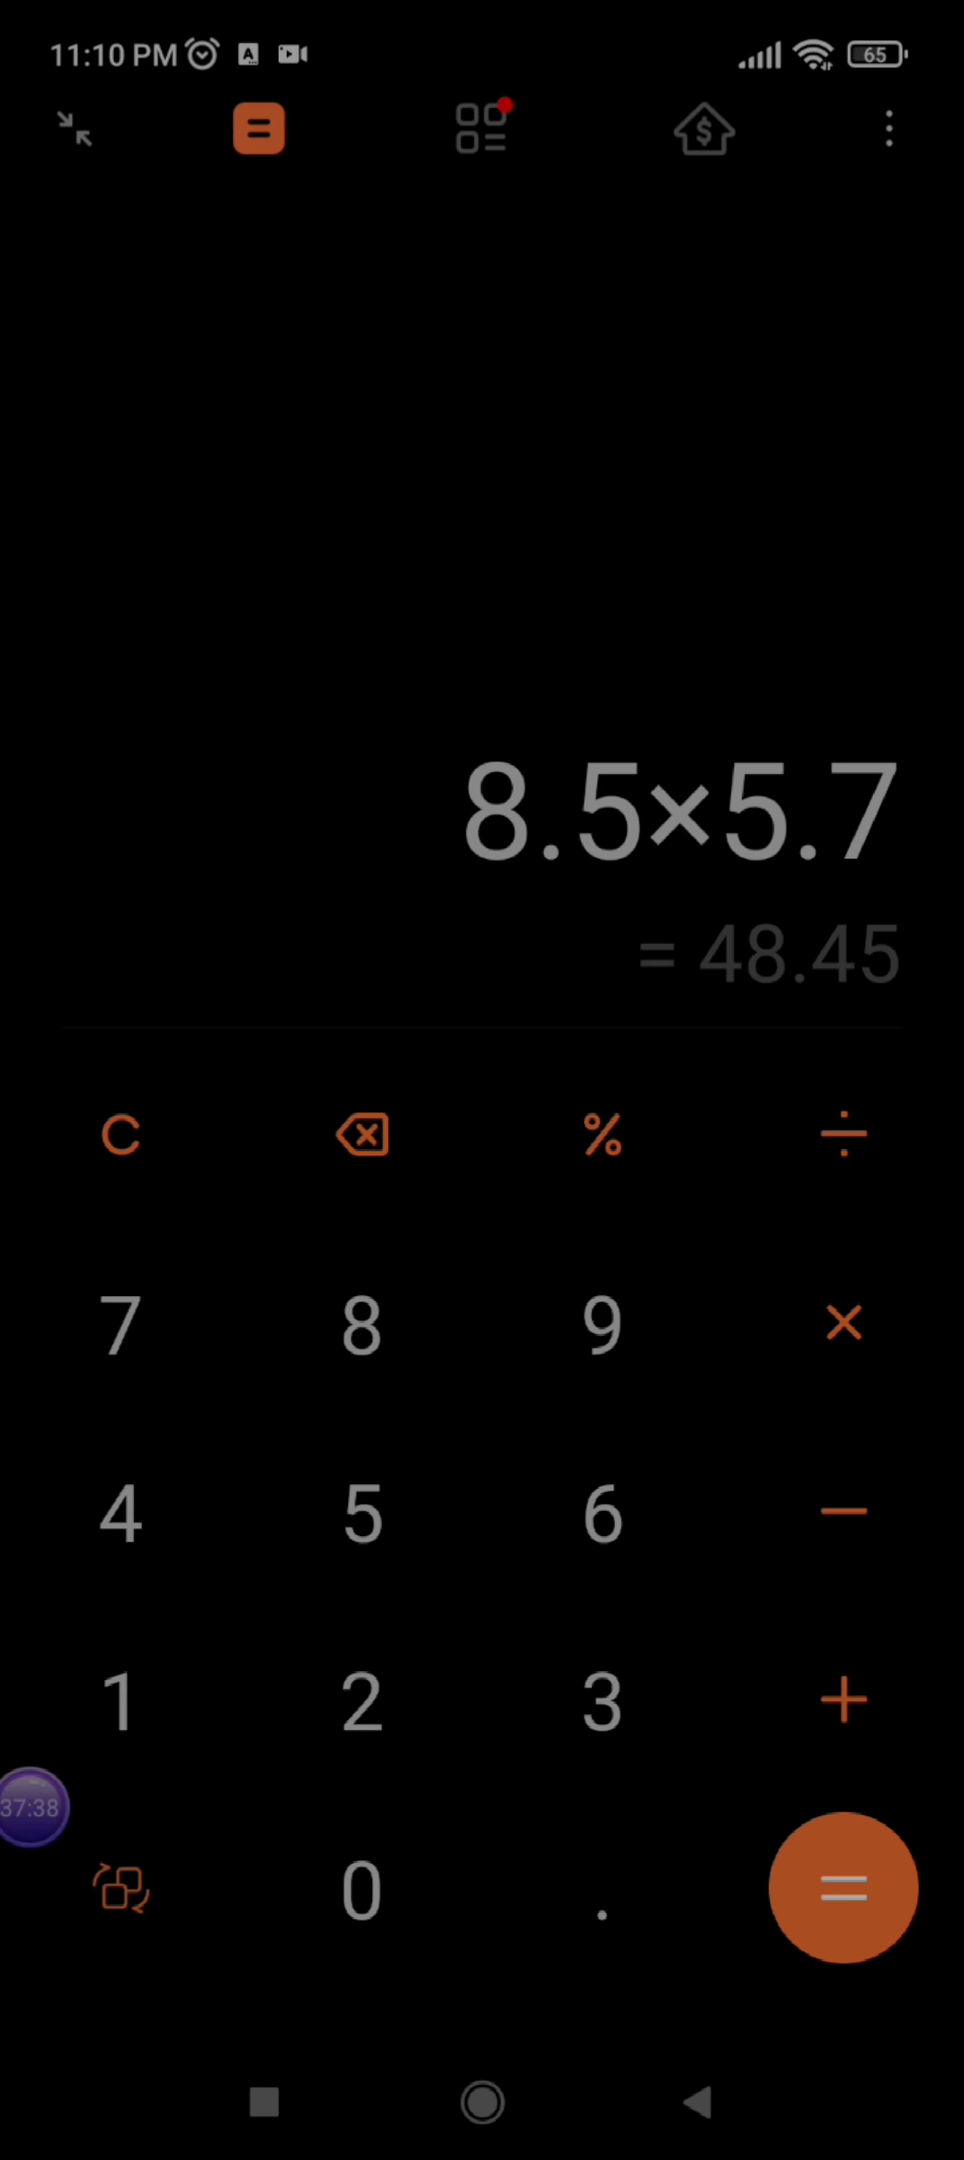 11:10 PM A 65
$
8.5×5.7
= 48.45
C % ÷
7 8 9 ×
4 5 6 −
1 2 3 +
37:38
0 . =